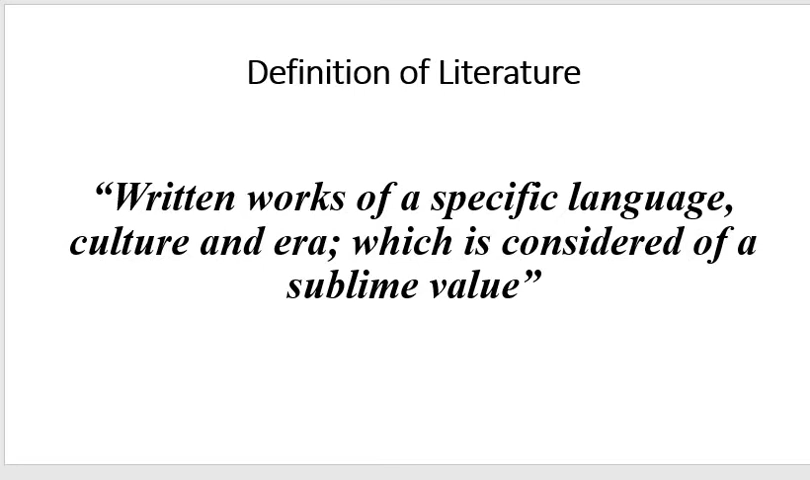 Definition of Literature
“Written works of a specific language,
culture and era; which is considered of a
sublime value”